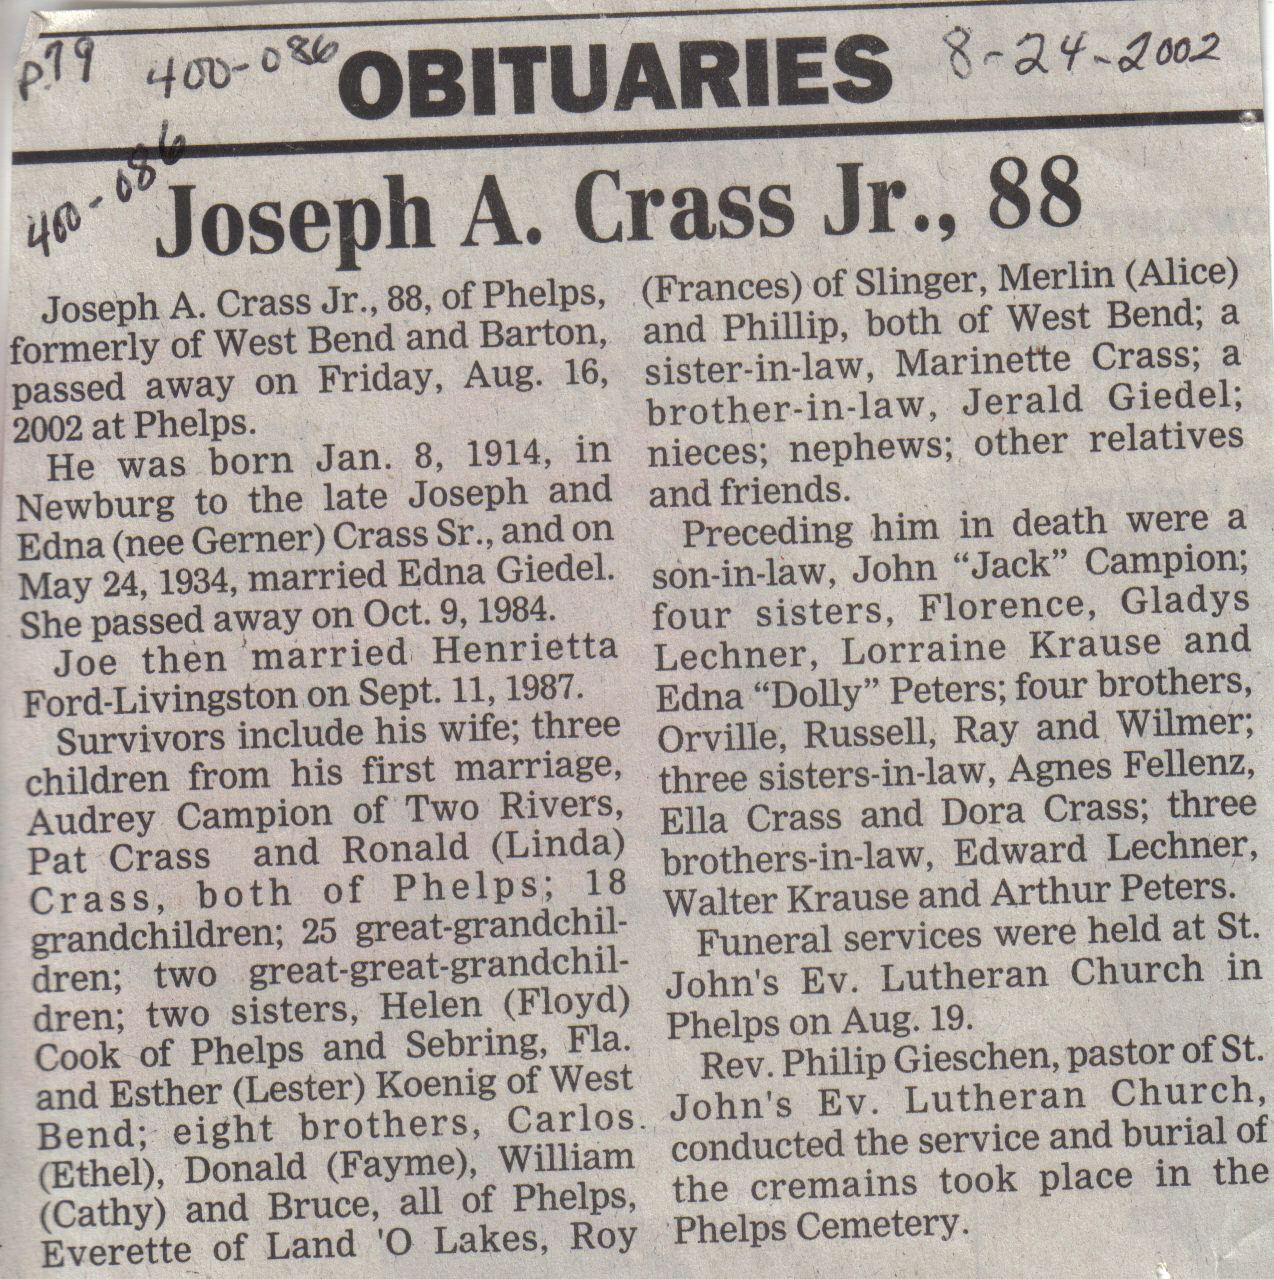 p.79
400-086
OBITUARIES
8-24-2002
400-086
Joseph A. Crass Jr., 88
Joseph A. Crass Jr., 88, of Phelps,
formerly of West Bend and Barton,
passed away on Friday, Aug. 16,
2002 at Phelps.
He was born Jan. 8, 1914, in
Newburg to the late Joseph and
Edna (nee Gerner) Crass Sr., and on
May 24, 1934, married Edna Giedel.
She passed away on Oct. 9, 1984.
Joe then married Henrietta
Ford-Livingston on Sept. 11, 1987.
Survivors include his wife; three
children from his first marriage,
Audrey Campion of Two Rivers,
Pat Crass and Ronald (Linda)
Crass, both of Phelps; 18
grandchildren; 25 great-grandchil-
dren; two great-great-grandchil-
dren; two sisters, Helen (Floyd)
Cook of Phelps and Sebring, Fla.
and Esther (Lester) Koenig of West
Bend; eight brothers, Carlos
(Ethel), Donald (Fayme), William
(Cathy) and Bruce, all of Phelps,
Everette of Land 'O Lakes, Roy
(Frances) of Slinger, Merlin (Alice)
and Phillip, both of West Bend; a
sister-in-law, Marinette Crass; a
brother-in-law, Jerald Giedel;
nieces; nephews; other relatives
and friends.
Preceding him in death were a
son-in-law, John “Jack” Campion;
four sisters, Florence, Gladys
Lechner, Lorraine Krause and
Edna “Dolly” Peters; four brothers,
Orville, Russell, Ray and Wilmer;
three sisters-in-law, Agnes Fellenz,
Ella Crass and Dora Crass; three
brothers-in-law, Edward Lechner,
Walter Krause and Arthur Peters.
Funeral services were held at St.
John's Ev. Lutheran Church in
Phelps on Aug. 19.
Rev. Philip Gieschen, pastor of St.
John's Ev. Lutheran Church,
conducted the service and burial of
the cremains took place in the
Phelps Cemetery.